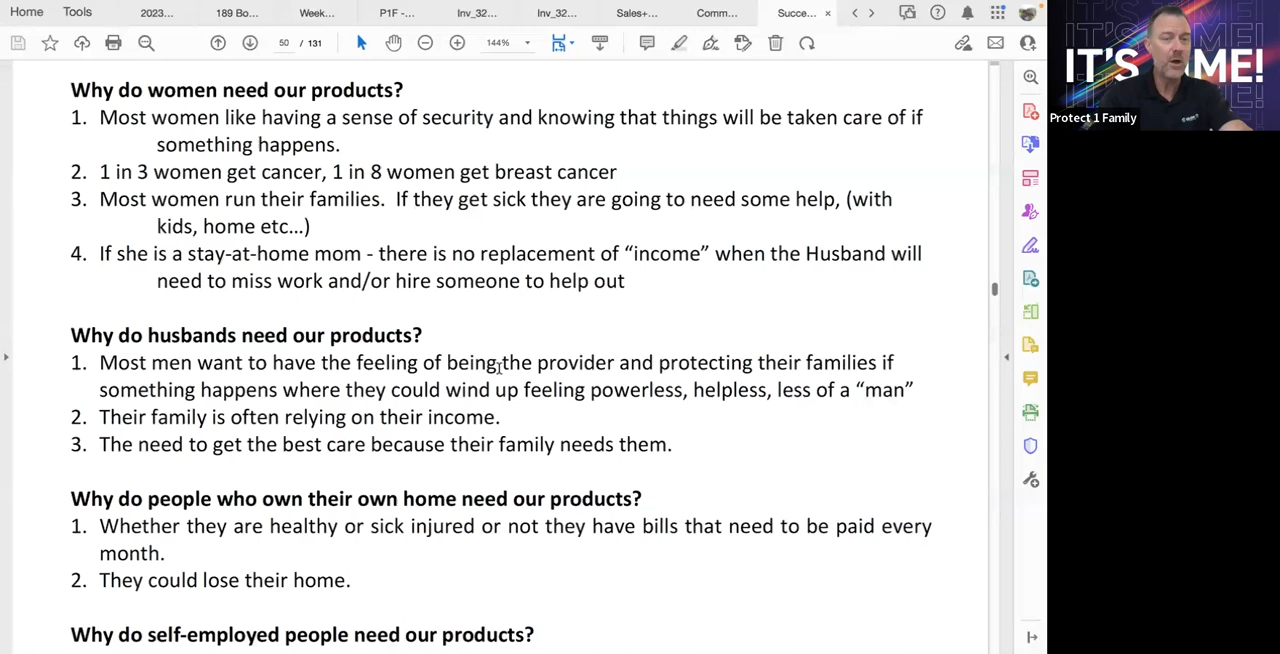 Home Tools 2023... 189 Bo... Week... P1F -... Inv_32... Inv_32... Sales+... Comm... Succe... ×
50 / 131 144%
Why do women need our products?
1. Most women like having a sense of security and knowing that things will be taken care of if
something happens.
2. 1 in 3 women get cancer, 1 in 8 women get breast cancer
3. Most women run their families. If they get sick they are going to need some help, (with
kids, home etc...)
4. If she is a stay-at-home mom - there is no replacement of “income” when the Husband will
need to miss work and/or hire someone to help out
Why do husbands need our products?
1. Most men want to have the feeling of being the provider and protecting their families if
something happens where they could wind up feeling powerless, helpless, less of a “man”
2. Their family is often relying on their income.
3. The need to get the best care because their family needs them.
Why do people who own their own home need our products?
1. Whether they are healthy or sick injured or not they have bills that need to be paid every
month.
2. They could lose their home.
Why do self-employed people need our products?
IT'S ME!
Protect 1 Family